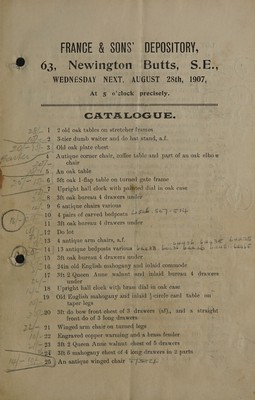 FRANCE & SONS' DEPOSITORY,
63, Newington Butts, S.E.,
WEDNESDAY NEXT, AUGUST 28th, 1907,
At 8 o'clock precisely.
CATALOGUE.
1 2 old oak tables on stretcher frames
2 3-tier dumb waiter and do hat stand, a.f.
3 Old oak plate chest
4 Antique corner chair, coffee table and part of an oak elbow
chair
5 An oak table
6 5ft oak 1-flap table on turned gate frame
7 Upright hall clock with painted dial in oak case
8 3ft oak bureau 4 drawers under
9 6 antique chairs various
10 4 pairs of carved bedposts
11 3ft oak bureau 4 drawers under
12 Do lot
13 4 antique arm chairs, a.f.
14 11 antique bedposts various
15 3ft oak bureau 4 drawers under
16 24in old English mahogany and inlaid commode
17 3ft 2 Queen Anne walnut and inlaid bureau 4 drawers
under
18 Upright hall clock with brass dial in oak case
19 Old English mahogany and inlaid ½-circle card table on
taper legs
20 3ft do bow front chest of 5 drawers (af), and a straight
front do of 3 long drawers
21 Winged arm chair on turned legs
22 Engraved copper warming and a brass fender
23 3ft 2 Queen Anne walnut chest of 5 drawers
24 3ft 6 mahogany chest of 4 long drawers in 2 parts
25 An antique winged chair